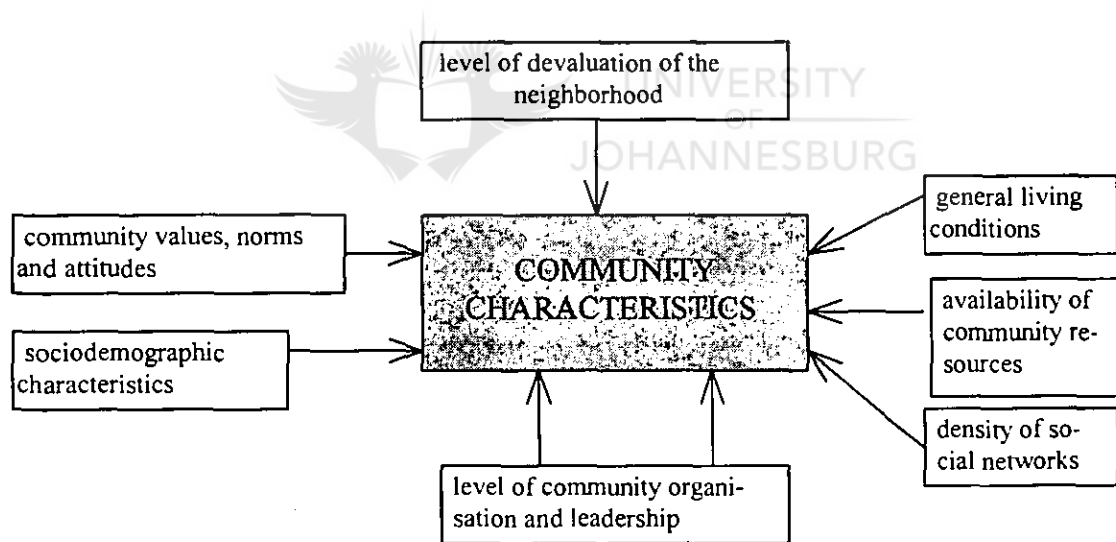 level of devaluation of the
neighborhood
UNIVERSITY
OF
JOHANNESBURG
general living
conditions
community values, norms
and attitudes
COMMUNITY
CHARACTERISTICS
availability of
community re-
sources
sociodemographic
characteristics
density of so-
cial networks
level of community organi-
sation and leadership